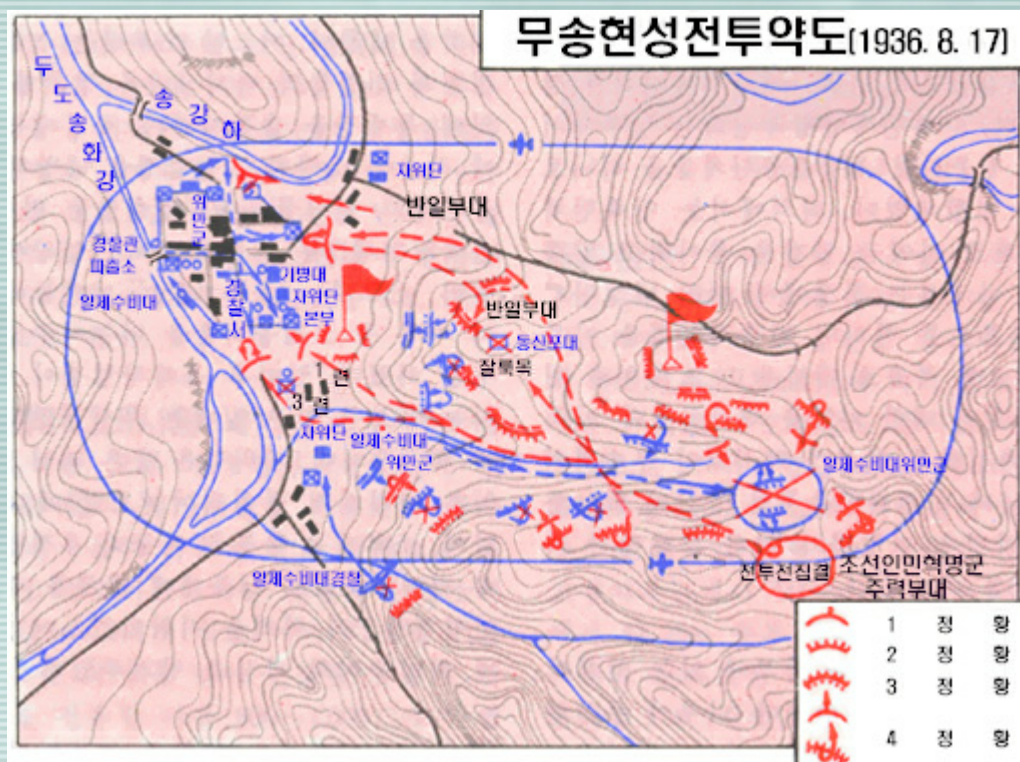 무송현성전투약도(1936. 8. 17)
두도송화강
송강하
자위단
반일부대
위만군
경찰관
파출소
기병대
일제수비대
경찰서
자위단
본부
반일부대
동산포대
잘루목
1련
3련
자위단
일제수비대
위만군
일제수비대위만군
일제수비대경찰
전투전집결
조선인민혁명군
주력부대
1 정 황
2 정 황
3 정 황
4 정 황